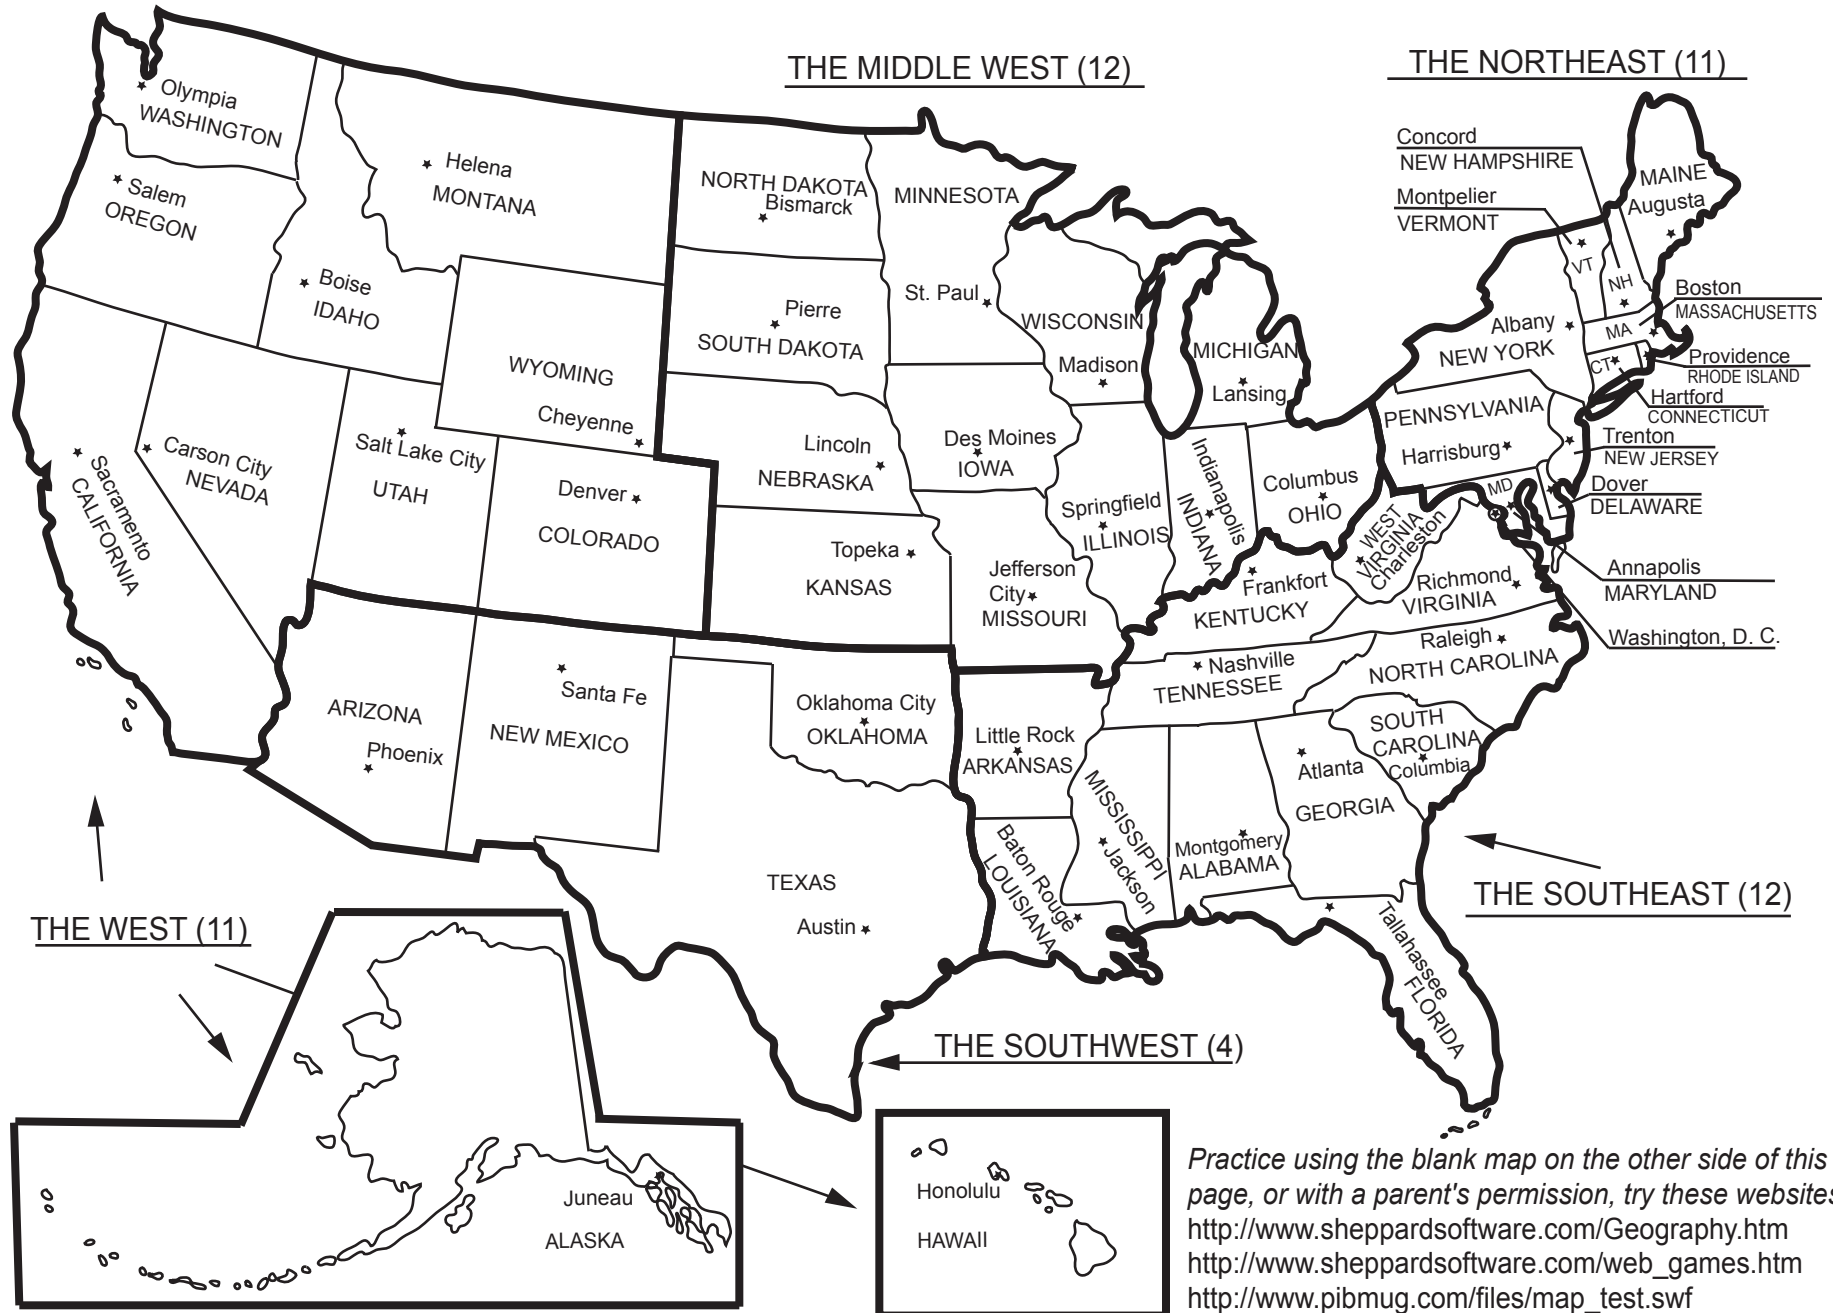 THE MIDDLE WEST (12)
THE NORTHEAST (11)
Olympia
WASHINGTON
Salem
OREGON
Helena
MONTANA
Boise
IDAHO
WYOMING
Cheyenne
Sacramento
CALIFORNIA
Carson City
NEVADA
Salt Lake City
UTAH
Denver
COLORADO
NORTH DAKOTA
Bismarck
Pierre
SOUTH DAKOTA
Lincoln
NEBRASKA
Topeka
KANSAS
MINNESOTA
St. Paul
Des Moines
IOWA
Jefferson
City
MISSOURI
WISCONSIN
Madison
Springfield
ILLINOIS
MICHIGAN
Lansing
Indianapolis
INDIANA
Columbus
OHIO
Concord
NEW HAMPSHIRE
Montpelier
VERMONT
MAINE
Augusta
VT
NH
Boston
MASSACHUSETTS
MA
Albany
NEW YORK
CT
Providence
RHODE ISLAND
Hartford
CONNECTICUT
PENNSYLVANIA
Harrisburg
Trenton
NEW JERSEY
MD
Dover
DELAWARE
Annapolis
MARYLAND
Washington, D. C.
WEST
VIRGINIA
Charleston
Richmond
VIRGINIA
Frankfort
KENTUCKY
Nashville
TENNESSEE
Raleigh
NORTH CAROLINA
SOUTH
CAROLINA
Columbia
Atlanta
GEORGIA
Montgomery
ALABAMA
MISSISSIPPI
Jackson
Little Rock
ARKANSAS
Baton Rouge
LOUISIANA
Tallahassee
FLORIDA
THE SOUTHEAST (12)
ARIZONA
Phoenix
Santa Fe
NEW MEXICO
Oklahoma City
OKLAHOMA
TEXAS
Austin
THE SOUTHWEST (4)
THE WEST (11)
Juneau
ALASKA
Honolulu
HAWAII
Practice using the blank map on the other side of this
page, or with a parent's permission, try these websites
http://www.sheppardsoftware.com/Geography.htm
http://www.sheppardsoftware.com/web_games.htm
http://www.pibmug.com/files/map_test.swf